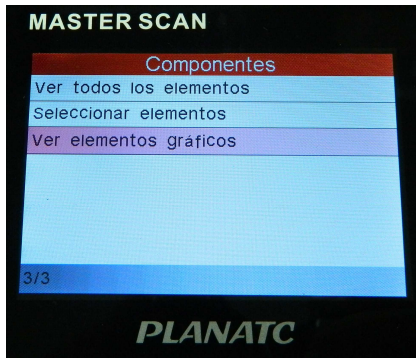 MASTER SCAN
Componentes
Ver todos los elementos
Seleccionar elementos
Ver elementos gráficos
3/3
PLANATC